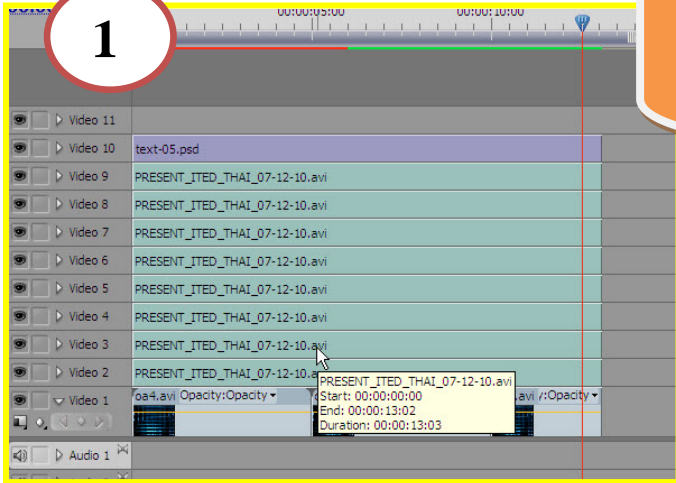 1
00:00:05:00 00:00:10:00
Video 11
Video 10 text-05.psd
Video 9 PRESENT_ITED_THAI_07-12-10.avi
Video 8 PRESENT_ITED_THAI_07-12-10.avi
Video 7 PRESENT_ITED_THAI_07-12-10.avi
Video 6 PRESENT_ITED_THAI_07-12-10.avi
Video 5 PRESENT_ITED_THAI_07-12-10.avi
Video 4 PRESENT_ITED_THAI_07-12-10.avi
Video 3 PRESENT_ITED_THAI_07-12-10.avi
Video 2 PRESENT_ITED_THAI_07-12-10.a
PRESENT_ITED_THAI_07-12-10.avi
Start: 00:00:00:00
End: 00:00:13:02
Duration: 00:00:13:03
Video 1 oa4.avi Opacity:Opacity .avi y:Opacity
Audio 1